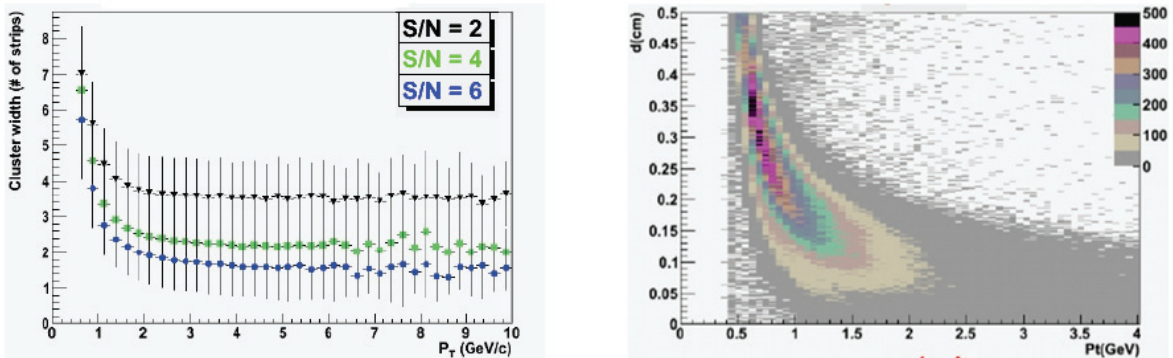 Cluster width (# of strips)
8
7
6
5
4
3
2
1
0
S/N = 2
S/N = 4
S/N = 6
0 1 2 3 4 5 6 7 8 9 10
P_T (GeV/c)
d(cm)
0.5
0.45
0.4
0.35
0.3
0.25
0.2
0.15
0.1
0.05
0
500
400
300
200
100
0
0 0.5 1 1.5 2 2.5 3 3.5 4
Pt(GeV)